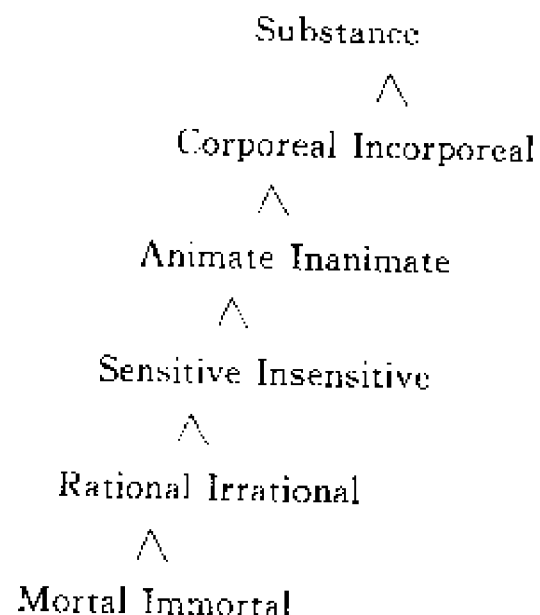 Substance
Corporeal Incorporeal
Animate Inanimate
Sensitive Insensitive
Rational Irrational
Mortal Immortal